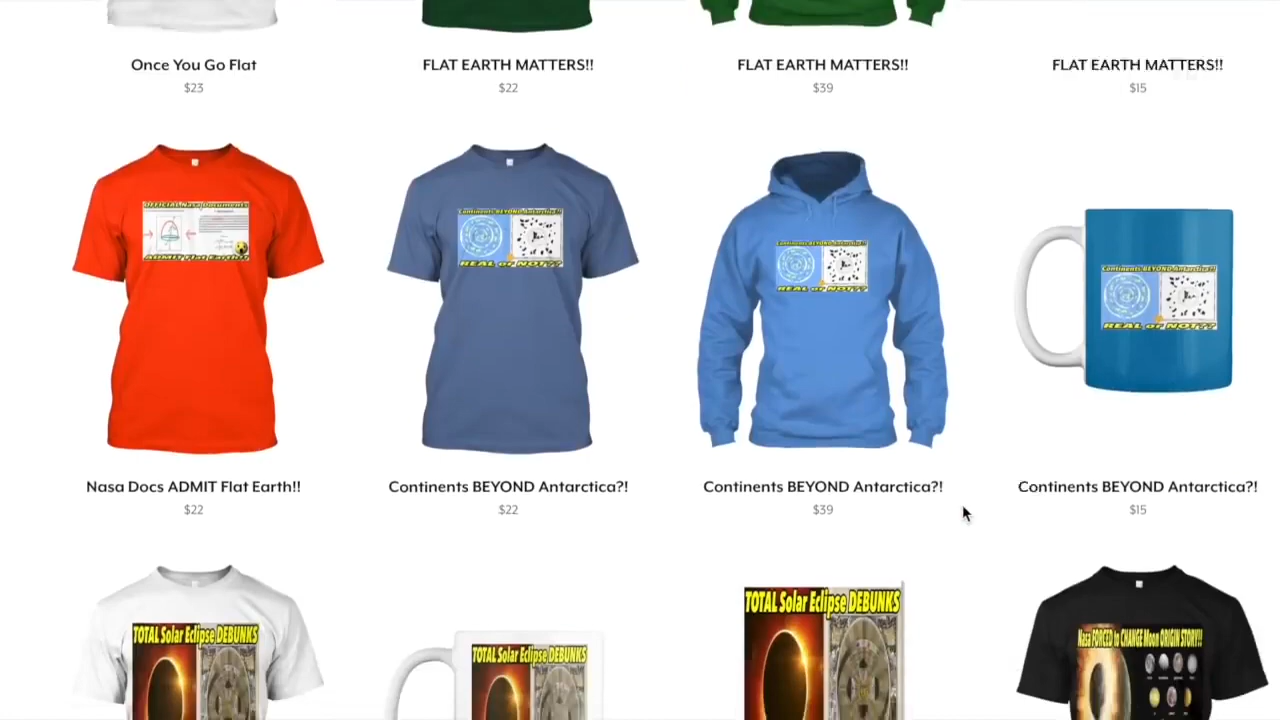 Once You Go Flat
$23
FLAT EARTH MATTERS!!
$22
FLAT EARTH MATTERS!!
$39
FLAT EARTH MATTERS!!
$15
OFFICIAL Nasa Documents
ADMIT Flat Earth!?
Continents BEYOND Antarctica?!
REAL or NOT??
Continents BEYOND Antarctica?!
REAL or NOT??
Continents BEYOND Antarctica?!
REAL or NOT??
Nasa Docs ADMIT Flat Earth!!
$22
Continents BEYOND Antarctica?!
$22
Continents BEYOND Antarctica?!
$39
Continents BEYOND Antarctica?!
$15
TOTAL Solar Eclipse DEBUNKS
TOTAL Solar Eclipse DEBUNKS
TOTAL Solar Eclipse DEBUNKS
Nasa FORCED to CHANGE Moon ORIGIN STORY!!